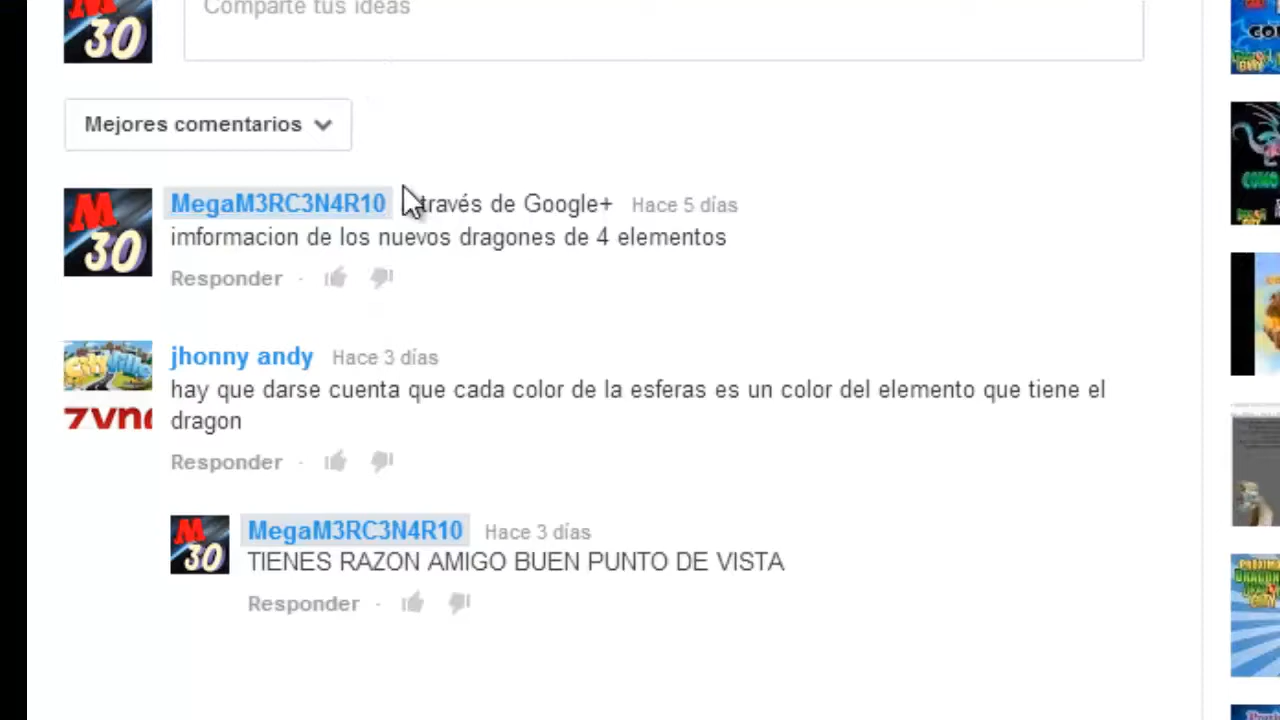 M
30
Comparte tus ideas
Mejores comentarios
M
30
MegaM3RC3N4R10 través de Google+ Hace 5 días
imformacion de los nuevos dragones de 4 elementos
Responder ·
jhonny andy Hace 3 días
hay que darse cuenta que cada color de la esferas es un color del elemento que tiene el
dragon
Responder ·
M
30
MegaM3RC3N4R10 Hace 3 días
TIENES RAZON AMIGO BUEN PUNTO DE VISTA
Responder ·